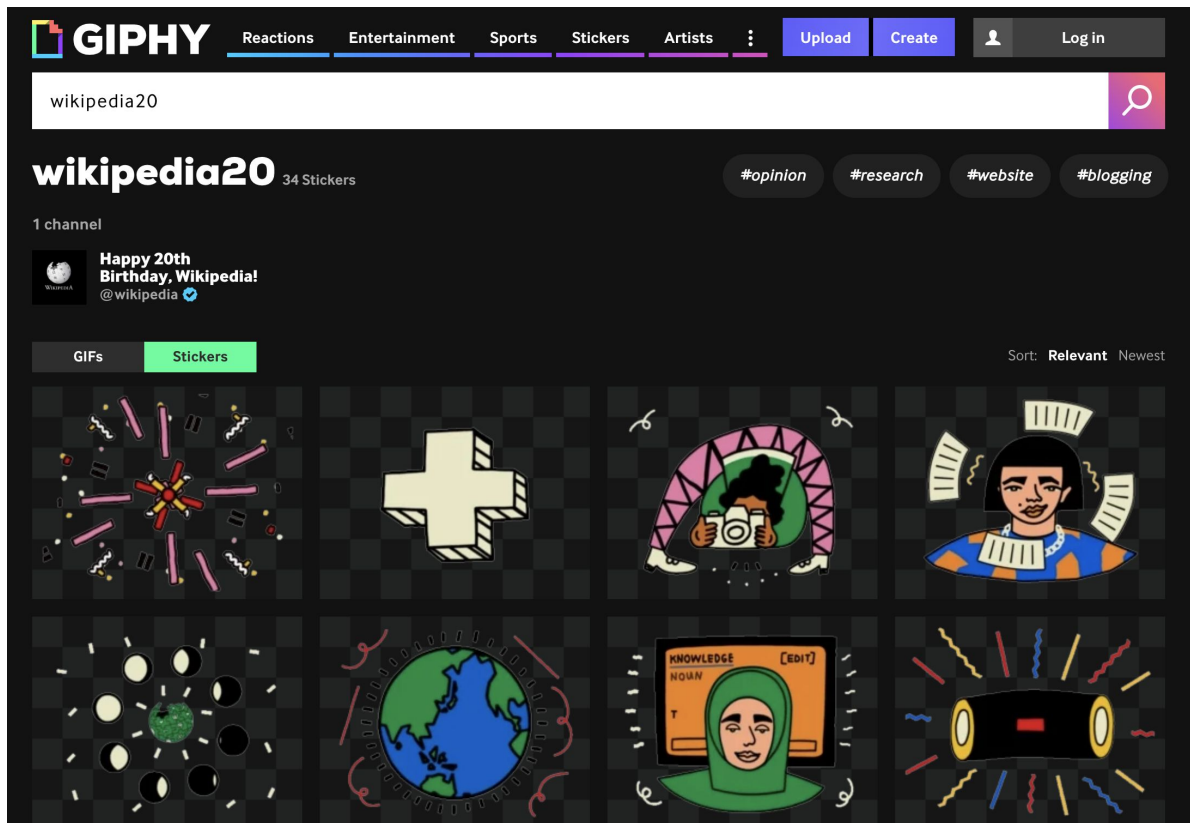 GIPHY Reactions Entertainment Sports Stickers Artists Upload Create Log in
wikipedia20
wikipedia20 34 Stickers #opinion #research #website #blogging
1 channel
Happy 20th
Birthday, Wikipedia!
@wikipedia
WIKIPEDIA
GIFs Stickers Sort: Relevant Newest
KNOWLEDGE [EDIT]
NOUN
T